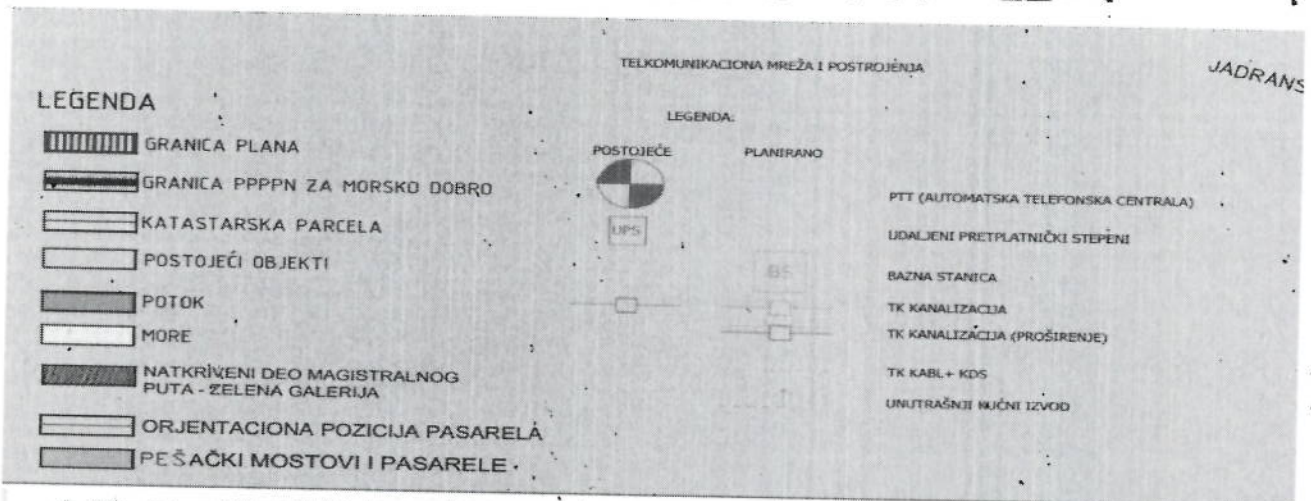 TELKOMUNIKACIONA MREŽA I POSTROJENJA
JADRANS
LEGENDA
GRANICA PLANA
GRANICA PPPPN ZA MORSKO DOBRO
KATASTARSKA PARCELA
POSTOJEĆI OBJEKTI
POTOK
MORE
NATKRIVENI DEO MAGISTRALNOG
PUTA - ZELENA GALERIJA
ORJENTACIONA POZICIJA PASARELA
PEŠAČKI MOSTOVI I PASARELE
LEGENDA:
POSTOJEĆE
PLANIRANO
PTT (AUTOMATSKA TELEFONSKA CENTRALA)
UPS
UDALJENI PRETPLATNIČKI STEPENI
BS
BAZNA STANICA
TK KANALIZACIJA
TK KANALIZACIJA (PROŠIRENJE)
TK KABL+ KDS
UNUTRAŠNJI KUĆNI IZVOD